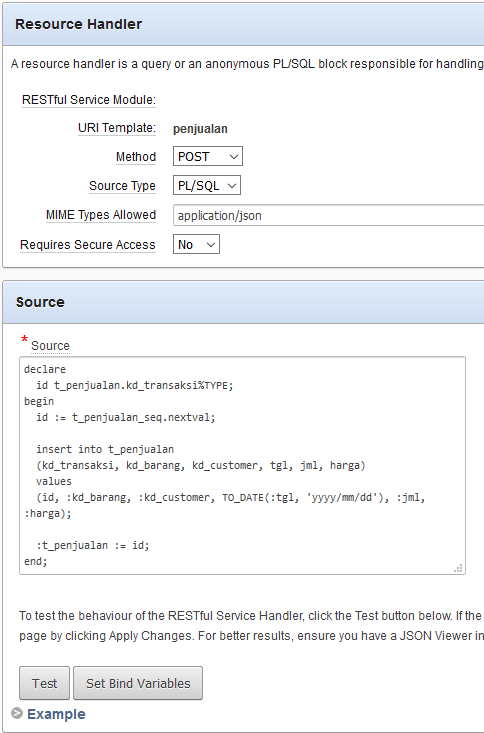 Resource Handler
A resource handler is a query or an anonymous PL/SQL block responsible for handling
RESTful Service Module:
URI Template: penjualan
Method POST
Source Type PL/SQL
MIME Types Allowed application/json
Requires Secure Access No
Source
* Source
declare
  id t_penjualan.kd_transaksi%TYPE;
begin
  id := t_penjualan_seq.nextval;

  insert into t_penjualan
  (kd_transaksi, kd_barang, kd_customer, tgl, jml, harga)
  values
  (id, :kd_barang, :kd_customer, TO_DATE(:tgl, 'yyyy/mm/dd'), :jml,
:harga);

  :t_penjualan := id;
end;
To test the behaviour of the RESTful Service Handler, click the Test button below. If the
page by clicking Apply Changes. For better results, ensure you have a JSON Viewer in
Test Set Bind Variables
Example